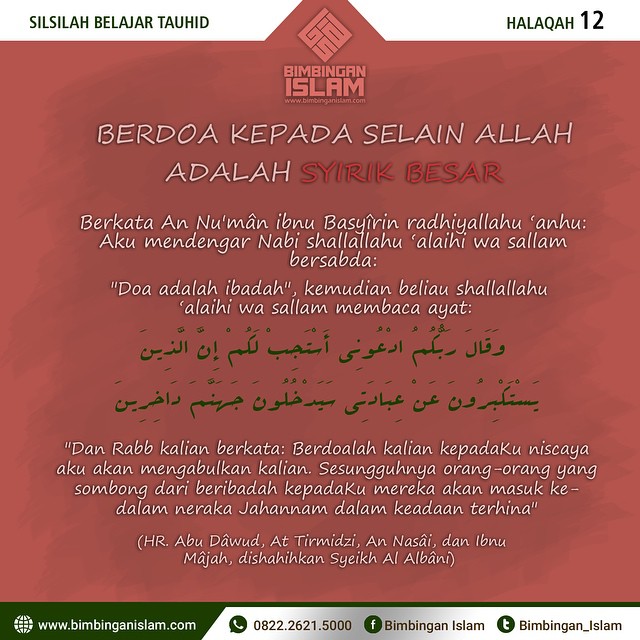 SILSILAH BELAJAR TAUHID
HALAQAH 12
BIMBINGAN
ISLAM
www.bimbinganislam.com
BERDOA KEPADA SELAIN ALLAH
ADALAH SYIRIK BESAR
Berkata An Nu'mân ibnu Basyîrin radhiyallahu ‘anhu:
Aku mendengar Nabi shallallahu ‘alaihi wa sallam
bersabda:
"Doa adalah ibadah", kemudian beliau shallallahu
‘alaihi wa sallam membaca ayat:
وَقَالَ رَبُّكُمُ ادْعُونِى أَسْتَجِبْ لَكُمْ إِنَّ الَّذِينَ
يَسْتَكْبِرُونَ عَنْ عِبَادَتِى سَيَدْخُلُونَ جَهَنَّمَ دَاخِرِينَ
"Dan Rabb kalian berkata: Berdoalah kalian kepadaKu niscaya
aku akan mengabulkan kalian. Sesungguhnya orang-orang yang
sombong dari beribadah kepadaKu mereka akan masuk ke-
dalam neraka Jahannam dalam keadaan terhina"
(HR. Abu Dâwud, At Tirmidzi, An Nasâi, dan Ibnu
Mâjah, dishahihkan Syeikh Al Albâni)
www.bimbinganislam.com
0822.2621.5000
Bimbingan Islam
Bimbingan_Islam